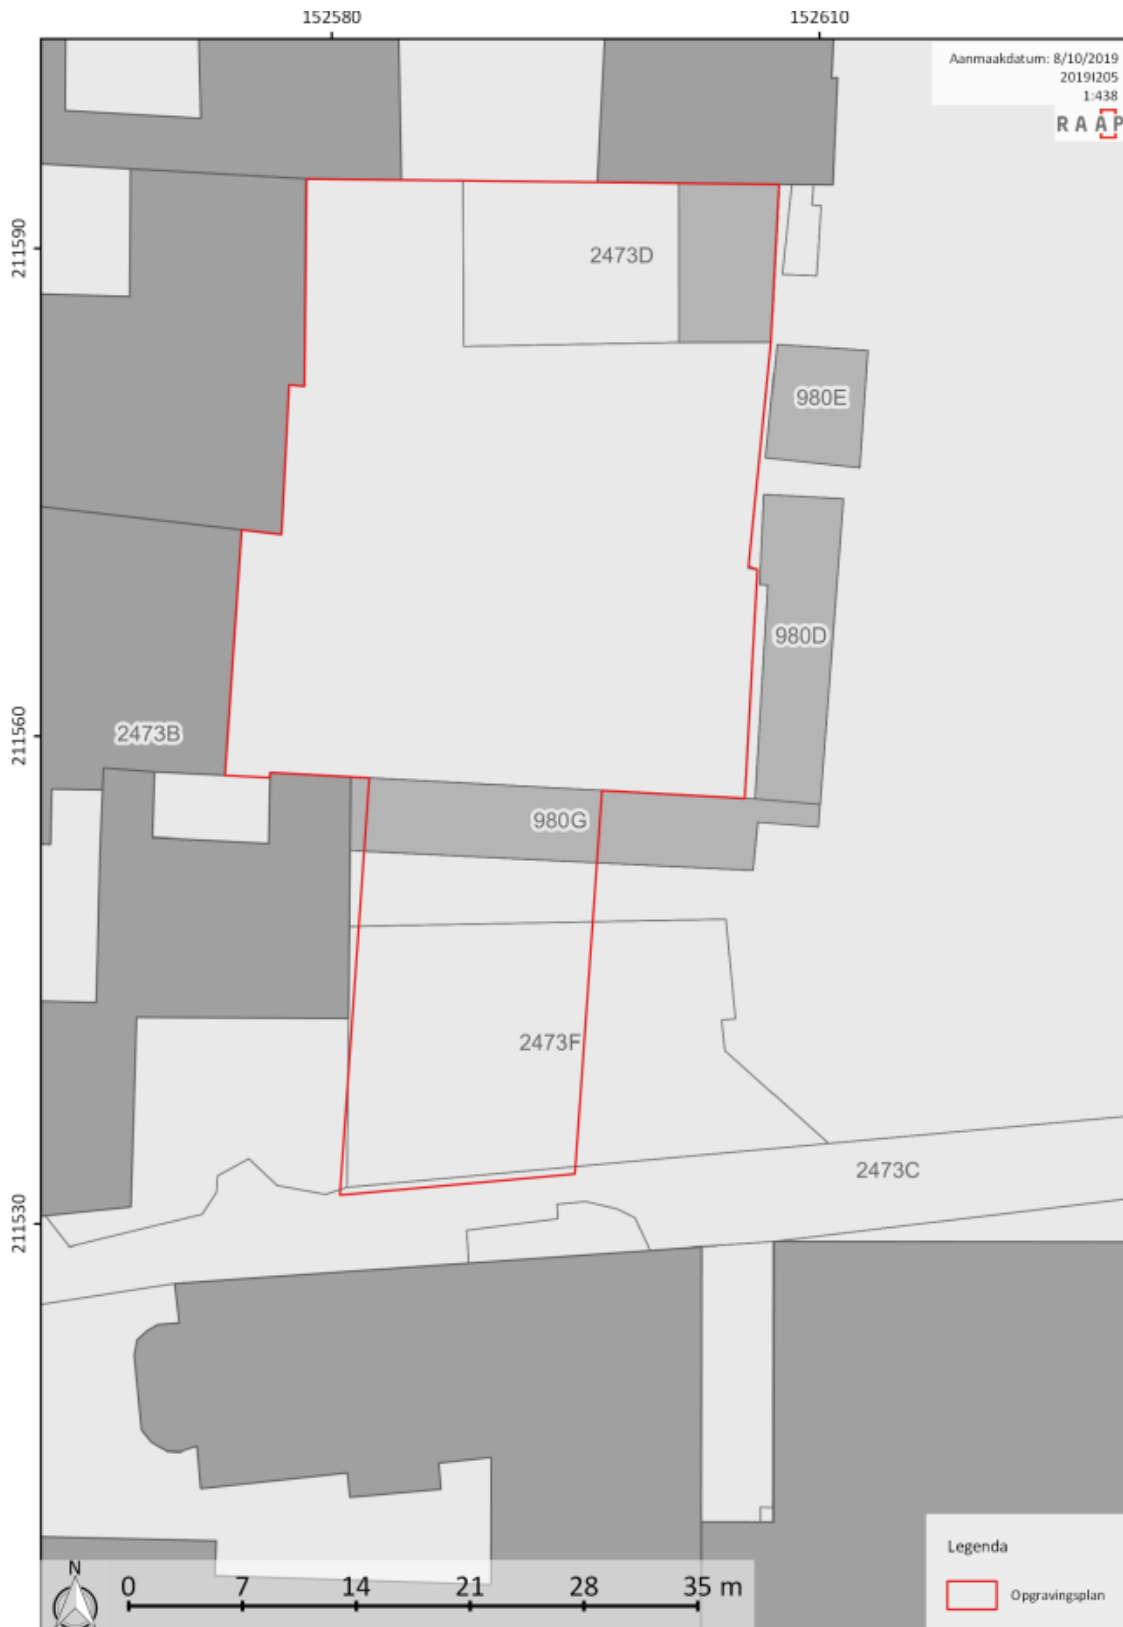 152580
152610
Aanmaakdatum: 8/10/2019
2019I205
1:438
RAAP
211590
2473D
980E
980D
211560
2473B
980G
2473F
2473C
211530
Legenda
N
0 7 14 21 28 35 m
Opgravingsplan